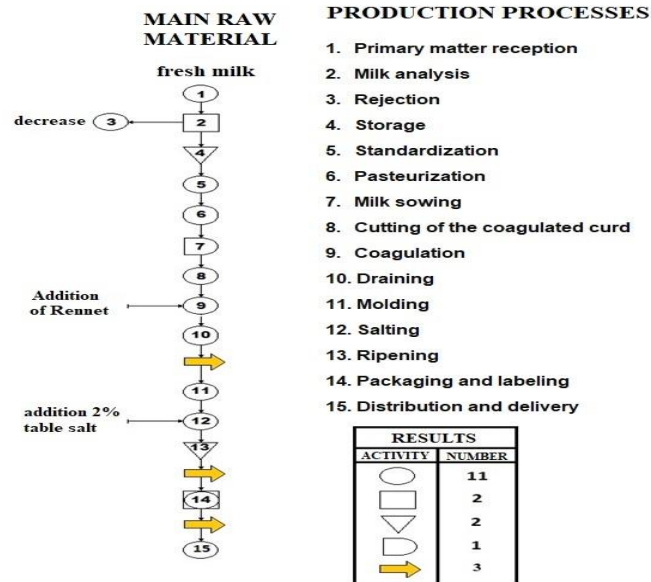 MAIN RAW
MATERIAL
fresh milk
1
decrease 3
2
4
5
6
7
8
Addition
of Rennet
9
10
11
addition 2%
table salt
12
13
14
15
PRODUCTION PROCESSES
1. Primary matter reception
2. Milk analysis
3. Rejection
4. Storage
5. Standardization
6. Pasteurization
7. Milk sowing
8. Cutting of the coagulated curd
9. Coagulation
10. Draining
11. Molding
12. Salting
13. Ripening
14. Packaging and labeling
15. Distribution and delivery
RESULTS
ACTIVITY NUMBER
11
2
2
1
3